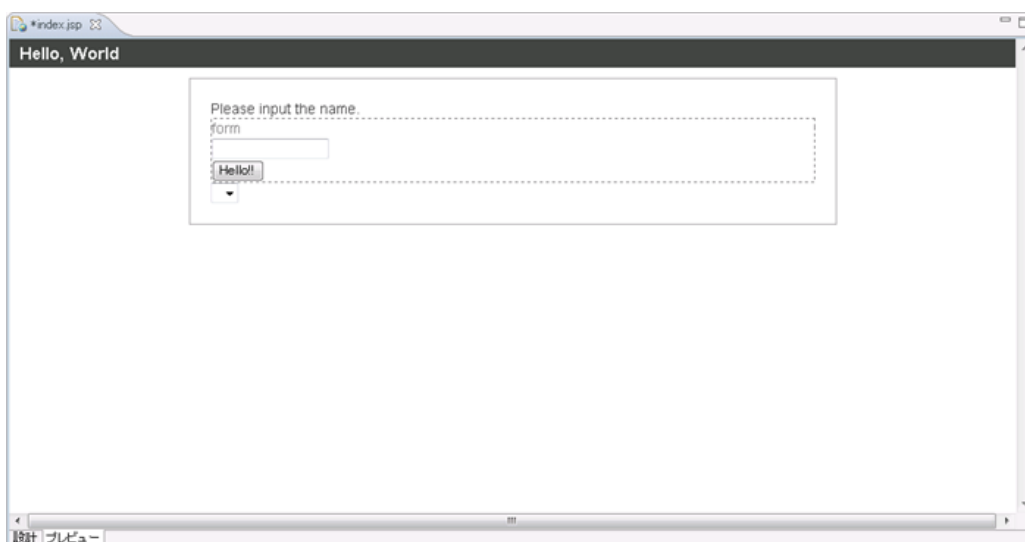 *index.jsp
Hello, World
Please input the name.
form
Hello!!
設計 プレビュー